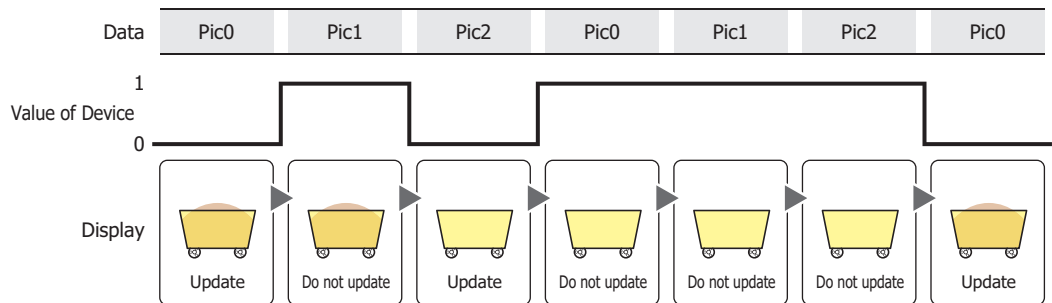 Data Pic0 Pic1 Pic2 Pic0 Pic1 Pic2 Pic0
1
Value of Device
0
Display
Update Do not update Update Do not update Do not update Do not update Update